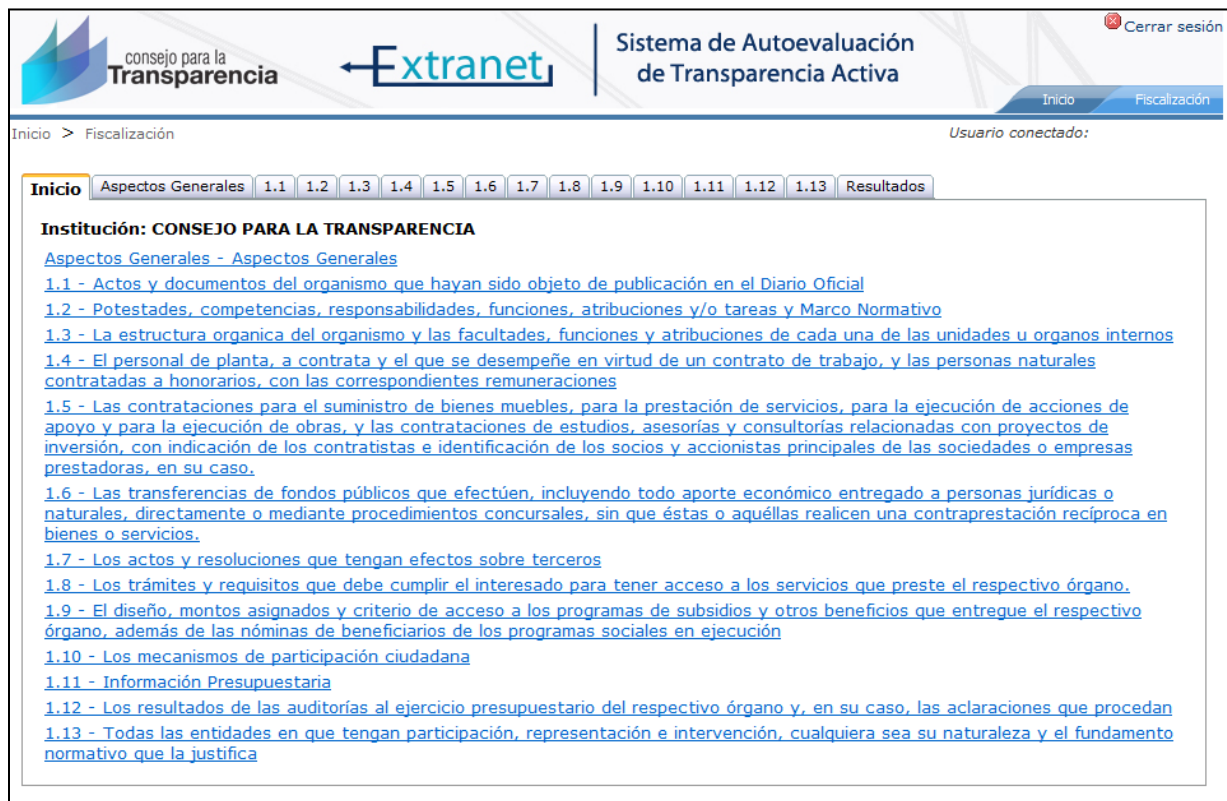 Cerrar sesión
consejo para la
Transparencia
Extranet
Sistema de Autoevaluación
de Transparencia Activa
Inicio Fiscalización
Inicio > Fiscalización
Usuario conectado:
Inicio Aspectos Generales 1.1 1.2 1.3 1.4 1.5 1.6 1.7 1.8 1.9 1.10 1.11 1.12 1.13 Resultados
Institución: CONSEJO PARA LA TRANSPARENCIA
Aspectos Generales - Aspectos Generales
1.1 - Actos y documentos del organismo que hayan sido objeto de publicación en el Diario Oficial
1.2 - Potestades, competencias, responsabilidades, funciones, atribuciones y/o tareas y Marco Normativo
1.3 - La estructura organica del organismo y las facultades, funciones y atribuciones de cada una de las unidades u organos internos
1.4 - El personal de planta, a contrata y el que se desempeñe en virtud de un contrato de trabajo, y las personas naturales
contratadas a honorarios, con las correspondientes remuneraciones
1.5 - Las contrataciones para el suministro de bienes muebles, para la prestación de servicios, para la ejecución de acciones de
apoyo y para la ejecución de obras, y las contrataciones de estudios, asesorías y consultorías relacionadas con proyectos de
inversión, con indicación de los contratistas e identificación de los socios y accionistas principales de las sociedades o empresas
prestadoras, en su caso.
1.6 - Las transferencias de fondos públicos que efectúen, incluyendo todo aporte económico entregado a personas jurídicas o
naturales, directamente o mediante procedimientos concursales, sin que éstas o aquéllas realicen una contraprestación recíproca en
bienes o servicios.
1.7 - Los actos y resoluciones que tengan efectos sobre terceros
1.8 - Los trámites y requisitos que debe cumplir el interesado para tener acceso a los servicios que preste el respectivo órgano.
1.9 - El diseño, montos asignados y criterio de acceso a los programas de subsidios y otros beneficios que entregue el respectivo
órgano, además de las nóminas de beneficiarios de los programas sociales en ejecución
1.10 - Los mecanismos de participación ciudadana
1.11 - Información Presupuestaria
1.12 - Los resultados de las auditorías al ejercicio presupuestario del respectivo órgano y, en su caso, las aclaraciones que procedan
1.13 - Todas las entidades en que tengan participación, representación e intervención, cualquiera sea su naturaleza y el fundamento
normativo que la justifica